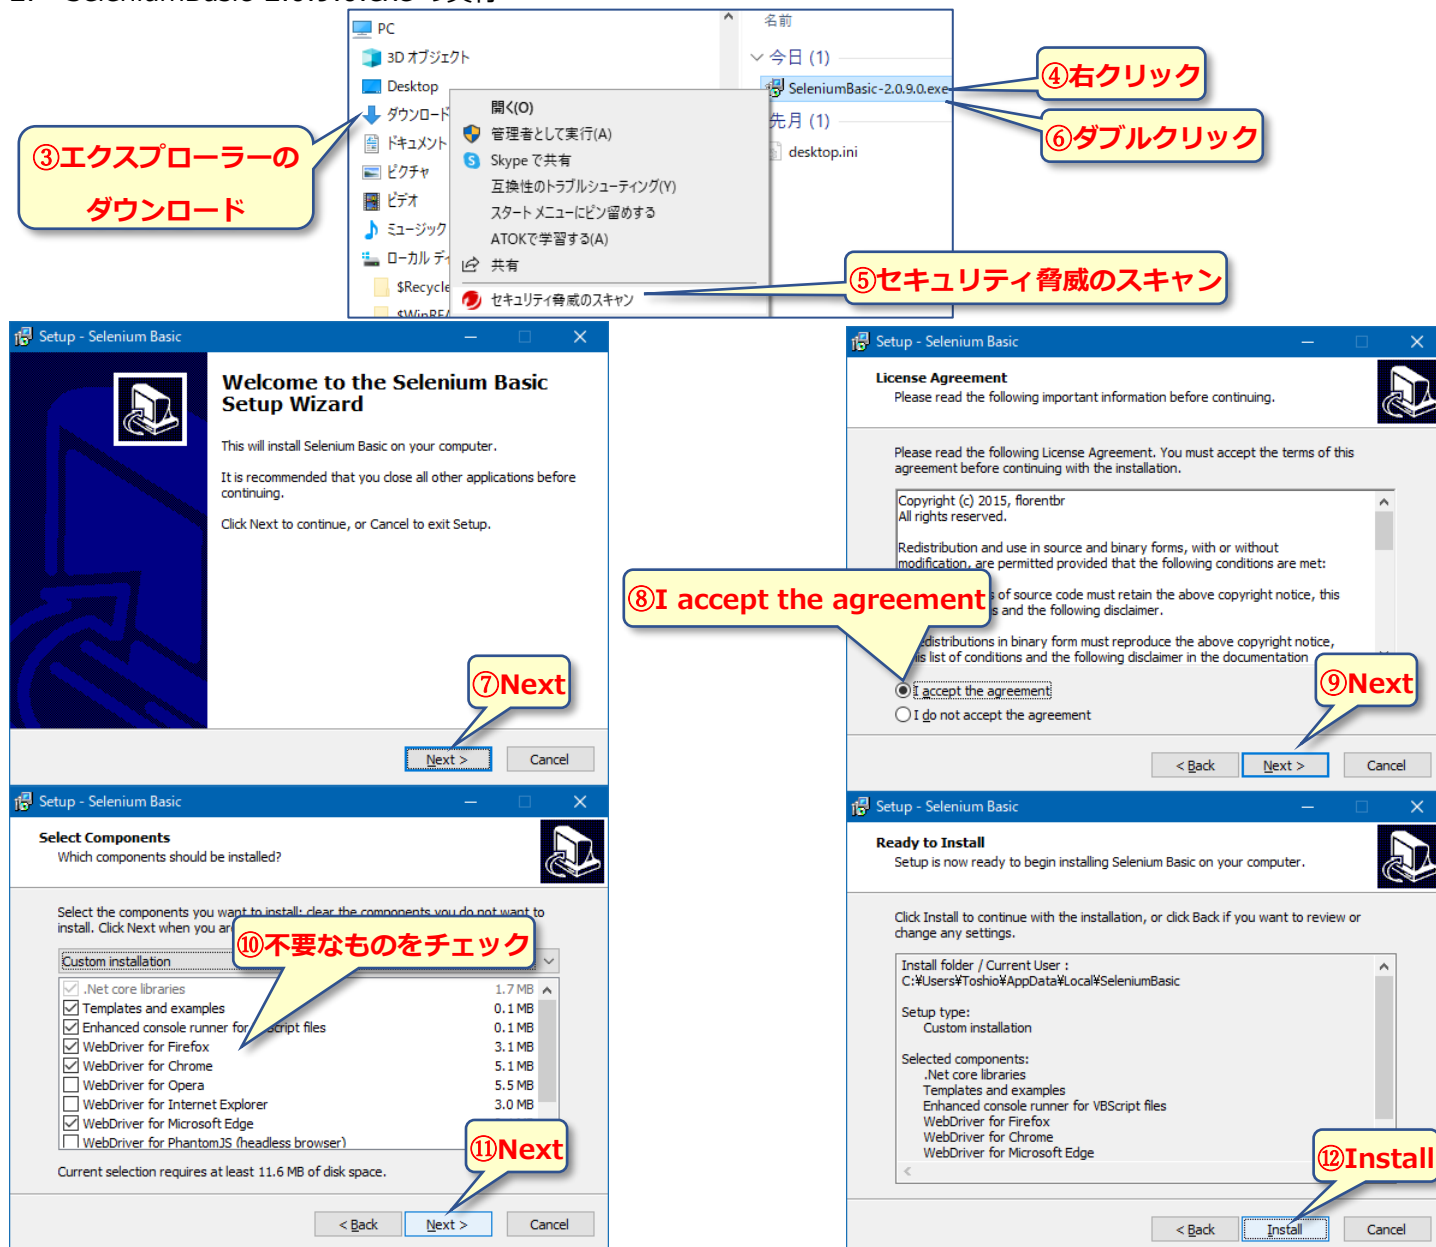 PC
3D オブジェクト
Desktop
ダウンロード
ドキュメント
ピクチャ
ビデオ
ミュージック
ローカル ディ
$Recycle
$WinRE
名前
今日 (1)
SeleniumBasic-2.0.9.0.exe
先月 (1)
desktop.ini
開く(O)
管理者として実行(A)
Skype で共有
互換性のトラブルシューティング(Y)
スタート メニューにピン留めする
ATOKで学習する(A)
共有
セキュリティ脅威のスキャン
③エクスプローラーの
ダウンロード
④右クリック
⑥ダブルクリック
⑤セキュリティ脅威のスキャン
Setup - Selenium Basic
Welcome to the Selenium Basic
Setup Wizard
This will install Selenium Basic on your computer.
It is recommended that you close all other applications before
continuing.
Click Next to continue, or Cancel to exit Setup.
⑦Next
Next >
Cancel
Setup - Selenium Basic
License Agreement
Please read the following important information before continuing.
Please read the following License Agreement. You must accept the terms of this
agreement before continuing with the installation.
Copyright (c) 2015, florentbr
All rights reserved.
Redistribution and use in source and binary forms, with or without
modification, are permitted provided that the following conditions are met:
of source code must retain the above copyright notice, this
and the following disclaimer.
distributions in binary form must reproduce the above copyright notice,
list of conditions and the following disclaimer in the documentation
⑧I accept the agreement
I accept the agreement
I do not accept the agreement
⑨Next
< Back
Next >
Cancel
Setup - Selenium Basic
Select Components
Which components should be installed?
Select the components you want to install; clear the components you do not want to
install. Click Next when you are
⑩不要なものをチェック
Custom installation
.Net core libraries 1.7 MB
Templates and examples 0.1 MB
Enhanced console runner for VBScript files 0.1 MB
WebDriver for Firefox 3.1 MB
WebDriver for Chrome 5.1 MB
WebDriver for Opera 5.5 MB
WebDriver for Internet Explorer 3.0 MB
WebDriver for Microsoft Edge
WebDriver for PhantomJS (headless browser)
⑪Next
Current selection requires at least 11.6 MB of disk space.
< Back
Next >
Cancel
Setup - Selenium Basic
Ready to Install
Setup is now ready to begin installing Selenium Basic on your computer.
Click Install to continue with the installation, or click Back if you want to review or
change any settings.
Install folder / Current User :
C:¥Users¥Toshio¥AppData¥Local¥SeleniumBasic
Setup type:
Custom installation
Selected components:
.Net core libraries
Templates and examples
Enhanced console runner for VBScript files
WebDriver for Firefox
WebDriver for Chrome
WebDriver for Microsoft Edge
⑫Install
< Back
Install
Cancel